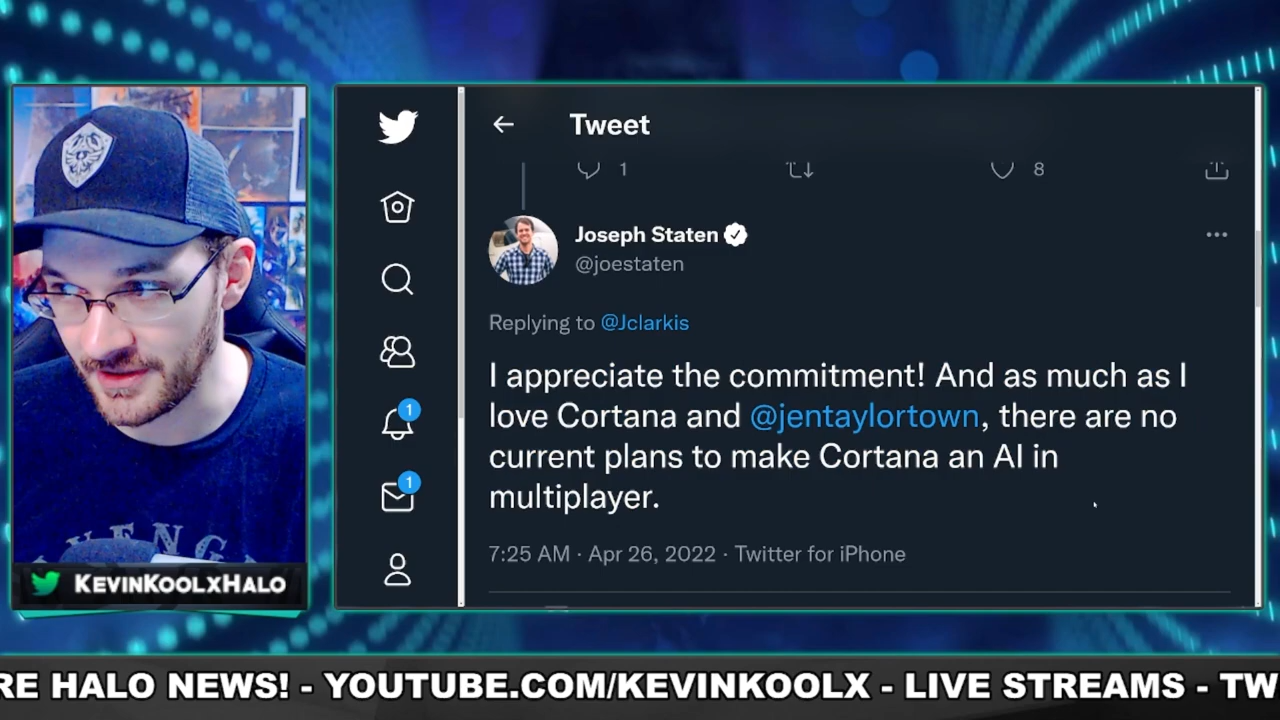 Tweet
1
8
Joseph Staten
@joestaten
Replying to @Jclarkis
I appreciate the commitment! And as much as I
love Cortana and @jentaylortown, there are no
current plans to make Cortana an AI in
multiplayer.
7:25 AM · Apr 26, 2022 · Twitter for iPhone
1
1
VENG
KEVINKOOLXHALO
RE HALO NEWS! - YOUTUBE.COM/KEVINKOOLX - LIVE STREAMS - TW